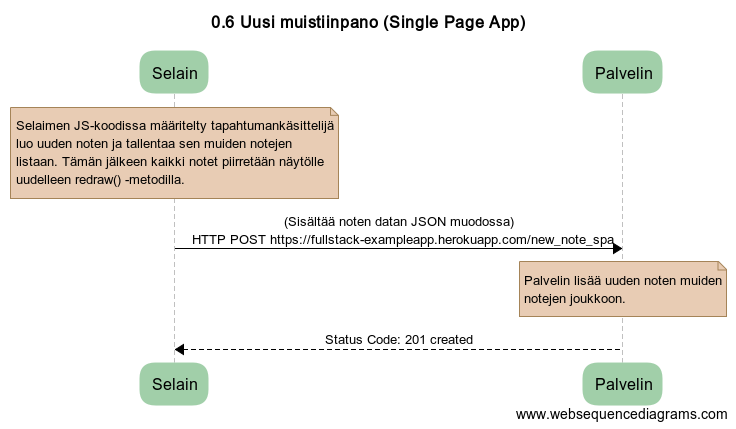 0.6 Uusi muistiinpano (Single Page App)
Selain
Palvelin
Selaimen JS-koodissa määritelty tapahtumankäsittelijä
luo uuden noten ja tallentaa sen muiden notejen
listaan. Tämän jälkeen kaikki notet piirretään näytölle
uudelleen redraw() -metodilla.
(Sisältää noten datan JSON muodossa)
HTTP POST https://fullstack-exampleapp.herokuapp.com/new_note_spa
Palvelin lisää uuden noten muiden
notejen joukkoon.
Status Code: 201 created
Selain
Palvelin
www.websequencediagrams.com